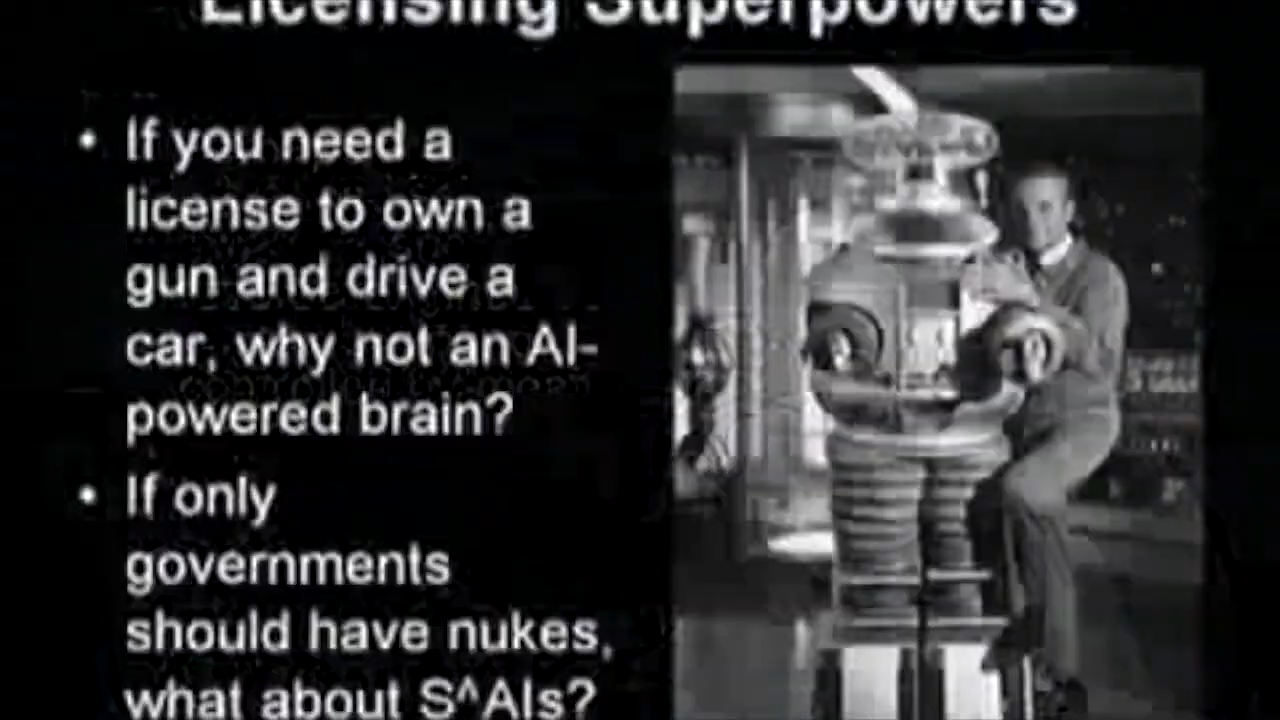 Licensing Superpowers
• If you need a
license to own a
gun and drive a
car, why not an AI-
powered brain?
• If only
governments
should have nukes,
what about S^AIs?